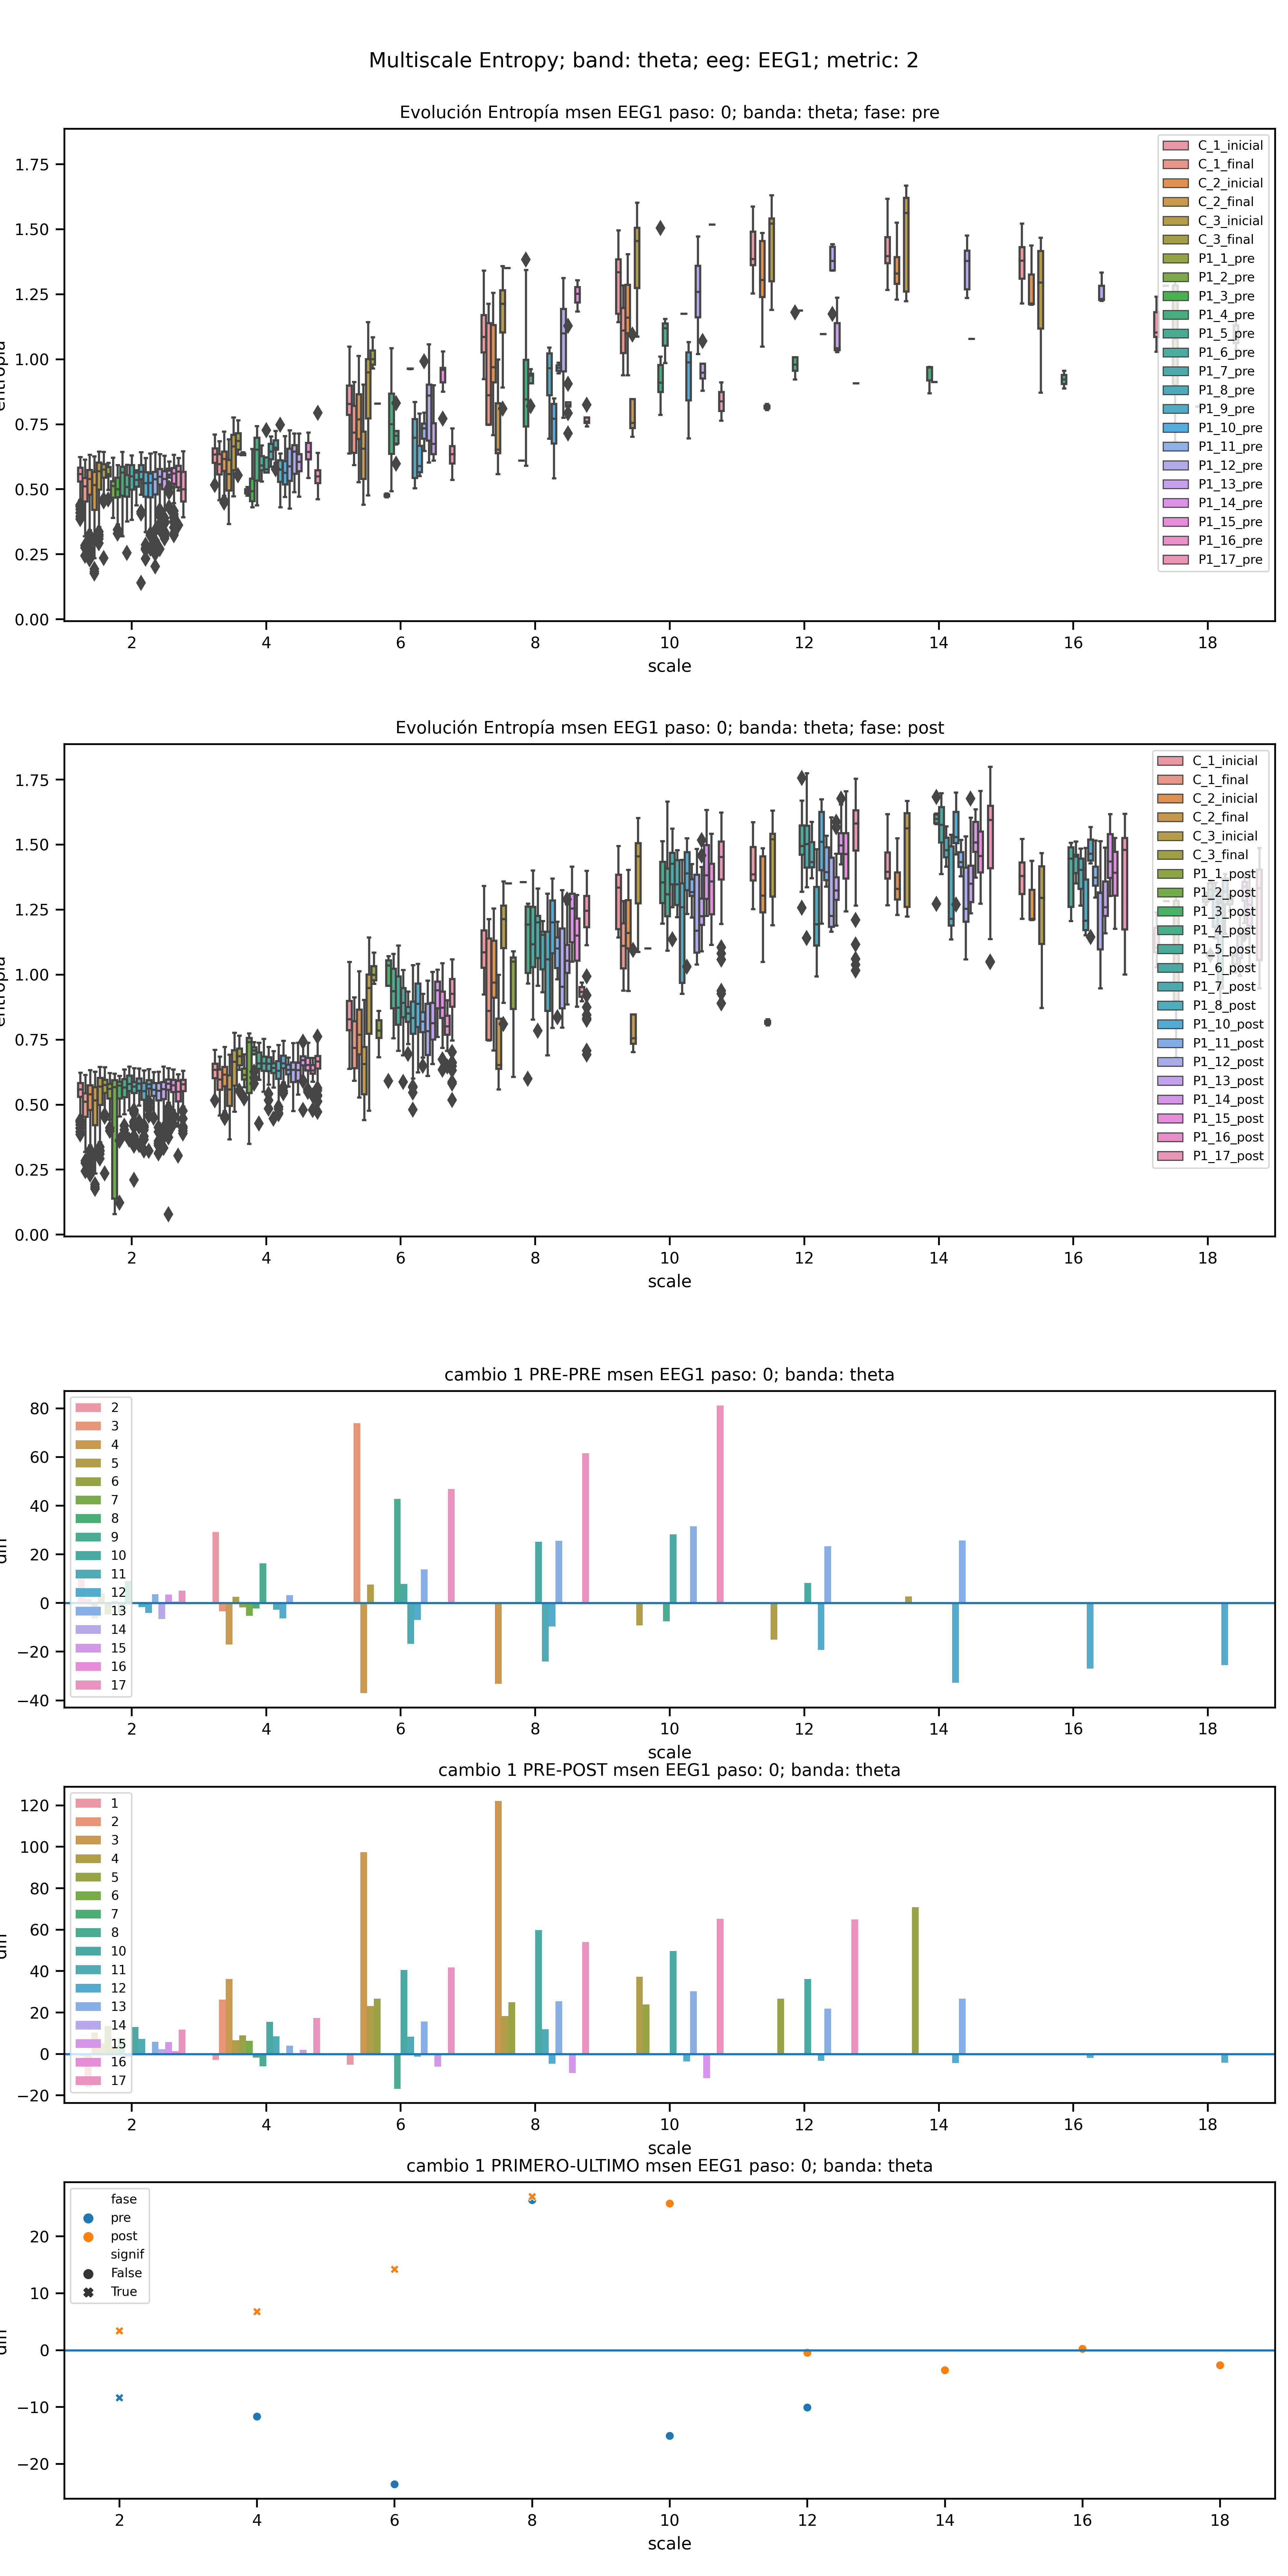 Multiscale Entropy; band: theta; eeg: EEG1; metric: 2
Evolución Entropía msen EEG1 paso: 0; banda: theta; fase: pre
1.75
1.50
1.25
1.00
0.75
0.50
0.25
0.00
C_1_inicial
C_1_final
C_2_inicial
C_2_final
C_3_inicial
C_3_final
P1_1_pre
P1_2_pre
P1_3_pre
P1_4_pre
P1_5_pre
P1_6_pre
P1_7_pre
P1_8_pre
P1_9_pre
P1_10_pre
P1_11_pre
P1_12_pre
P1_13_pre
P1_14_pre
P1_15_pre
P1_16_pre
P1_17_pre
2 4 6 8 10 12 14 16 18
scale
Evolución Entropía msen EEG1 paso: 0; banda: theta; fase: post
1.75
1.50
1.25
1.00
0.75
0.50
0.25
0.00
C_1_inicial
C_1_final
C_2_inicial
C_2_final
C_3_inicial
C_3_final
P1_1_post
P1_2_post
P1_3_post
P1_4_post
P1_5_post
P1_6_post
P1_7_post
P1_8_post
P1_10_post
P1_11_post
P1_12_post
P1_13_post
P1_14_post
P1_15_post
P1_16_post
P1_17_post
2 4 6 8 10 12 14 16 18
scale
cambio 1 PRE-PRE msen EEG1 paso: 0; banda: theta
80
60
40
20
0
−20
−40
2
3
4
5
6
7
8
9
10
11
12
13
14
15
16
17
2 4 6 8 10 12 14 16 18
scale
cambio 1 PRE-POST msen EEG1 paso: 0; banda: theta
120
100
80
60
40
20
0
−20
1
2
3
4
5
6
7
8
10
11
12
13
14
15
16
17
2 4 6 8 10 12 14 16 18
scale
cambio 1 PRIMERO-ULTIMO msen EEG1 paso: 0; banda: theta
20
10
0
−10
−20
fase
pre
post
signif
False
True
2 4 6 8 10 12 14 16 18
scale